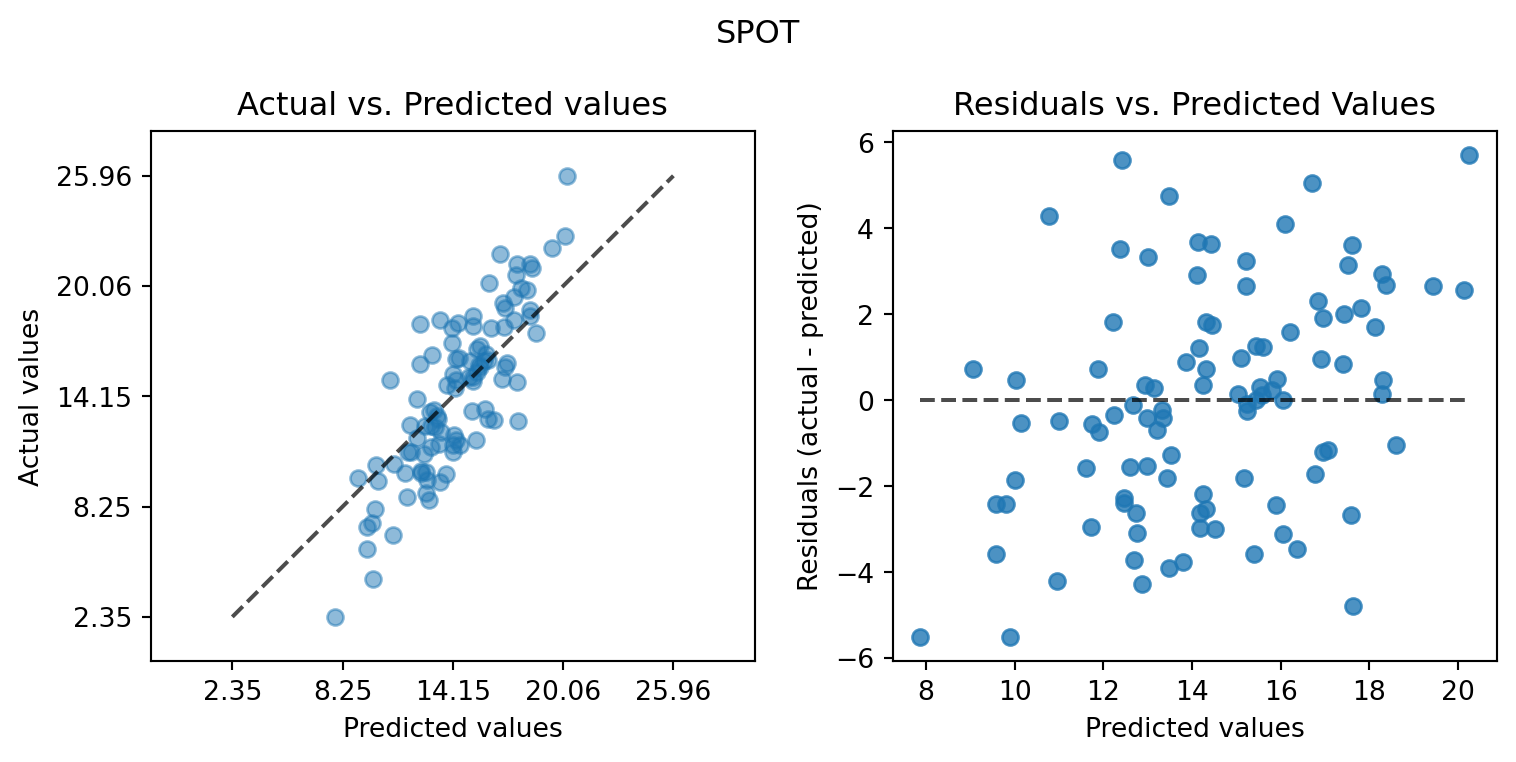 SPOT
Actual vs. Predicted values
Actual values
25.96
20.06
14.15
8.25
2.35
2.35 8.25 14.15 20.06 25.96
Predicted values
Residuals vs. Predicted Values
Residuals (actual - predicted)
6
4
2
0
−2
−4
−6
8 10 12 14 16 18 20
Predicted values